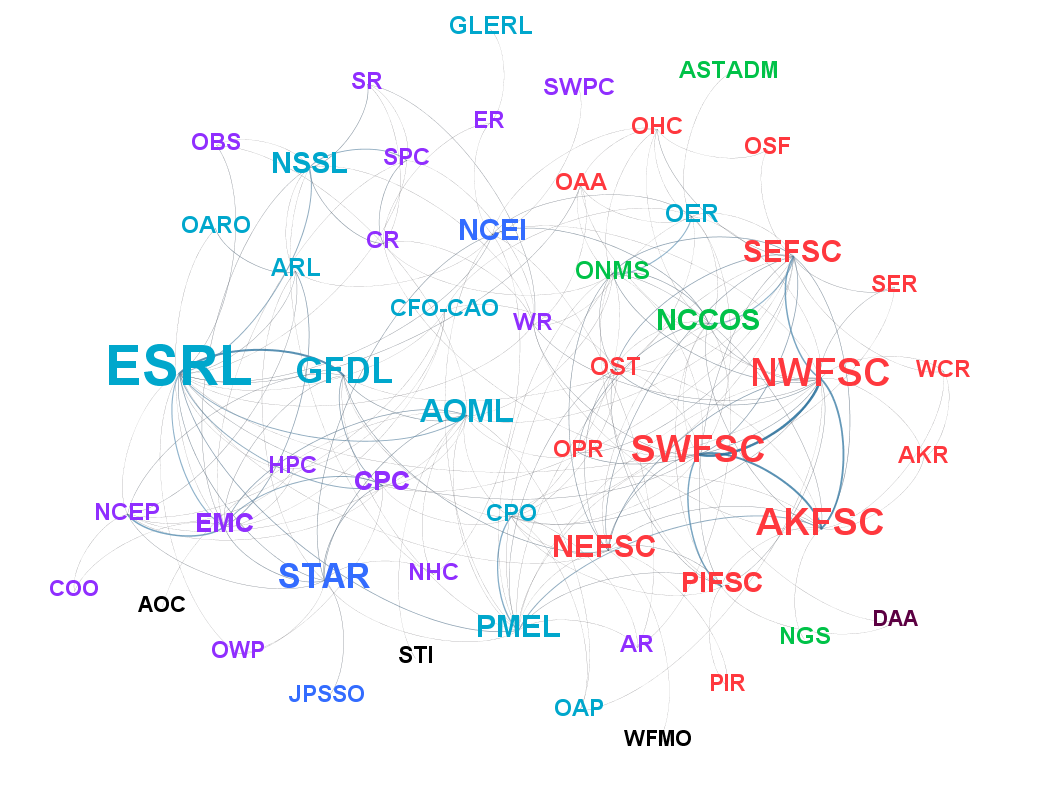 GLERL
ASTADM
SR
SWPC
ER
OHC
OBS
OSF
NSSL
SPC
OAA
OARO
OER
NCEI
CR
SEFSC
ARL
ONMS
SER
CFO-CAO
WR
NCCOS
ESRL
GFDL
OST
NWFSC
WCR
AOML
OPR
SWFSC
AKR
HPC
CPC
NCEP
EMC
CPO
AKFSC
NEFSC
STAR
NHC
PIFSC
COO
AOC
DAA
PMEL
NGS
OWP
STI
AR
PIR
JPSSO
OAP
WFMO